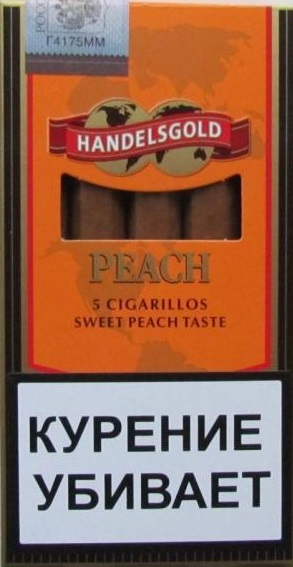 Г4175ММ
HANDELSGOLD
PEACH
5 CIGARILLOS
SWEET PEACH TASTE
КУРЕНИЕ
УБИВАЕТ